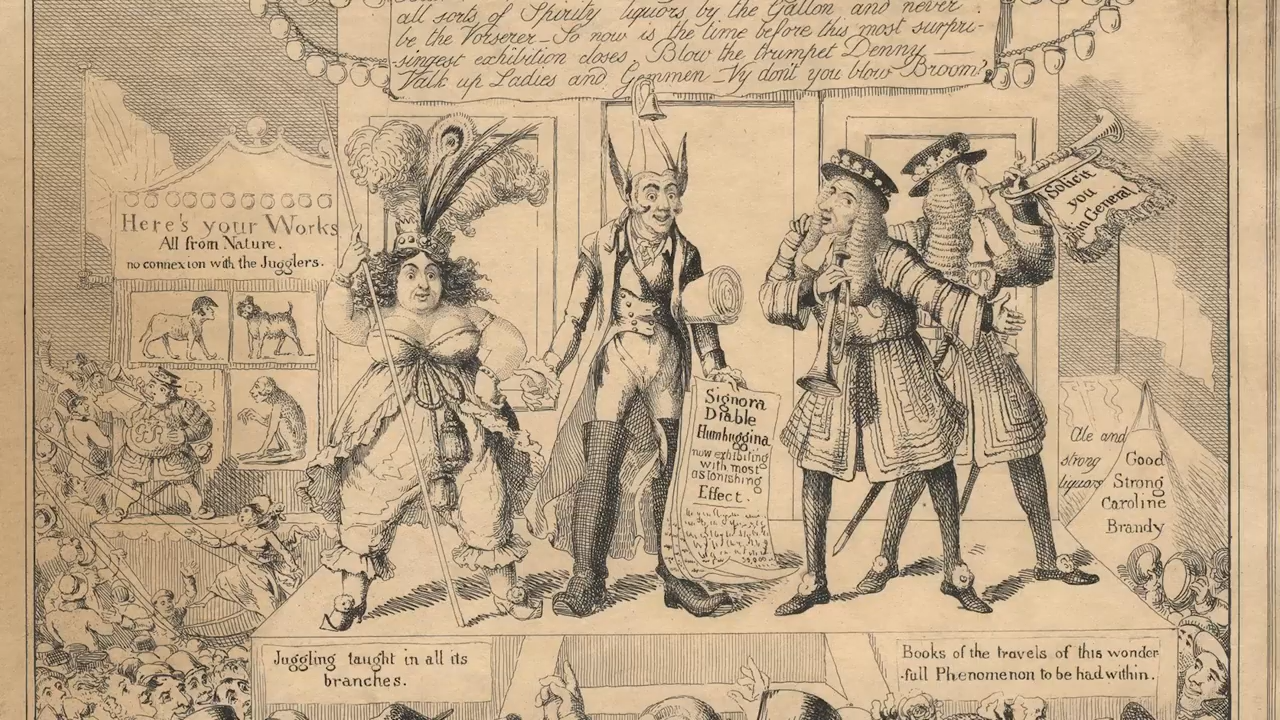 all sorts of Spirity liquors by the Gallon and never
be the Vorserer_So now is the time before this most surpri-
singest exhibition closes, Blow the trumpet Denny —
Valk up Ladies and Gemmen Vy don't you blow Broom?
Here's your Works
All from Nature.
no connexion with the Jugglers.
Solicit
you
in General
Signora
Diable
Humbuggina
now exhibiting
with most
astonishing
Effect.
Ale and
strong
liquors
Good
Strong
Caroline
Brandy
Juggling taught in all its
branches.
Books of the travels of this wonder
-full Phenomenon to be had within.